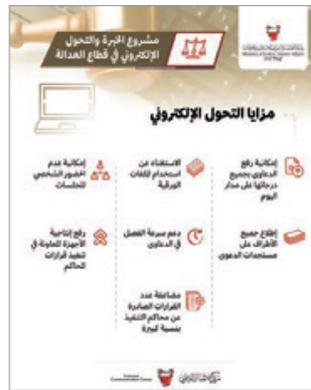 مشروع الخبرة والتحول
الإلكتروني في قطاع العدالة
مزايا التحول الإلكتروني
إمكانية رفع
الدعاوى بجميع
درجاتها على مدار
اليوم
الاستغناء عن
استخدام الملفات
الورقية
إمكانية عدم
الحضور الشخصي
للجلسات
إطلاع جميع
الأطراف على
مستجدات الدعوى
دعم سرعة الفصل
في الدعاوى
رفع إنتاجية
الأجهزة المعاونة في
تنفيذ قرارات
المحاكم
مضاعفة عدد
القرارات الصادرة
عن محاكم التنفيذ
بنسبة كبيرة